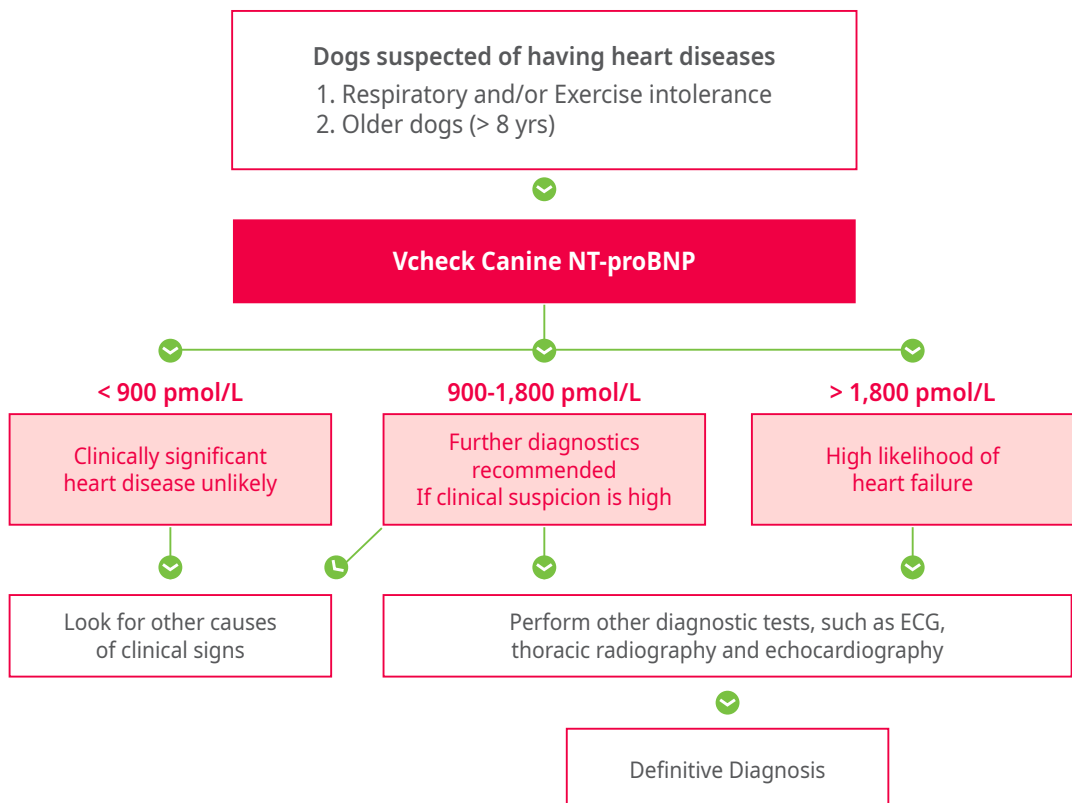 Dogs suspected of having heart diseases
1. Respiratory and/or Exercise intolerance
2. Older dogs (> 8 yrs)
Vcheck Canine NT-proBNP
< 900 pmol/L
900-1,800 pmol/L
> 1,800 pmol/L
Clinically significant
heart disease unlikely
Further diagnostics
recommended
If clinical suspicion is high
High likelihood of
heart failure
Look for other causes
of clinical signs
Perform other diagnostic tests, such as ECG,
thoracic radiography and echocardiography
Definitive Diagnosis